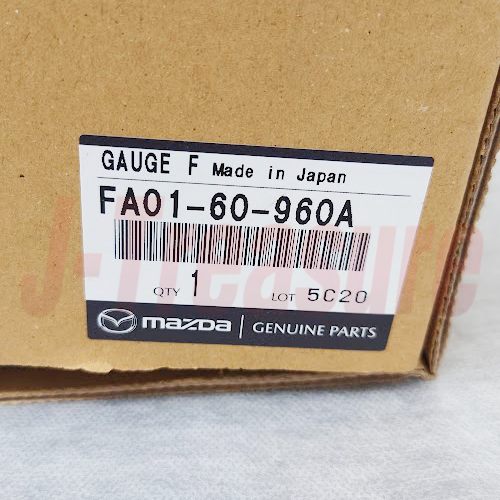 GAUGE F Made in Japan
FA01-60-960A
QTY 1 LOT 5C20
mazDa GENUINE PARTS
J-Treasure